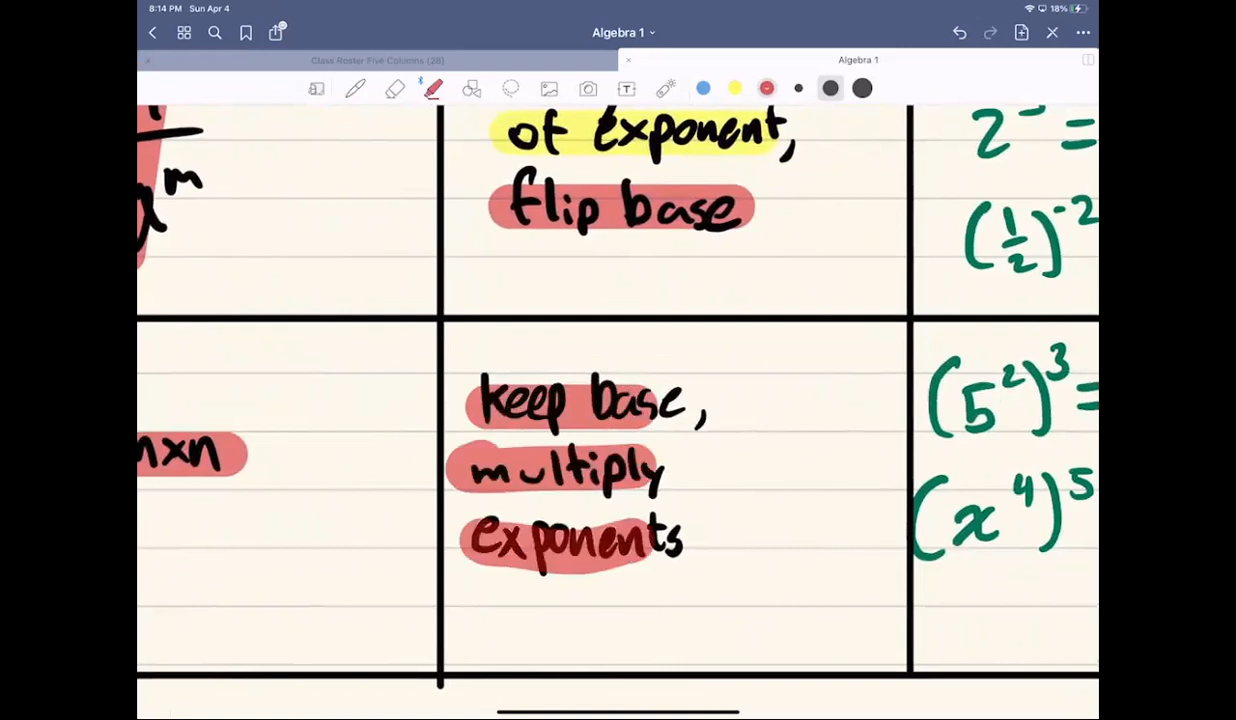 8:14 PM Sun Apr 4
18%
Algebra 1
Class Roster Five Columns (28)
Algebra 1
of exponent,
flip base
m
2⁻ =
(1/2)⁻²
keep base,
multiply
exponents
m×n
(5²)³ =
(x⁴)⁵